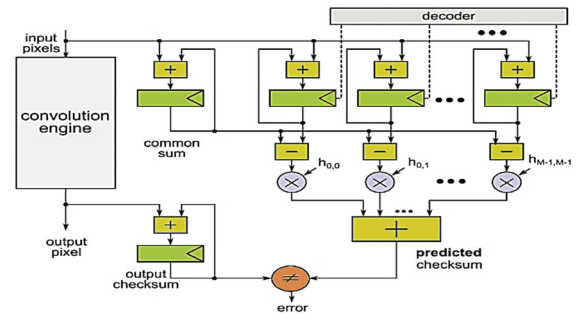 decoder
input
pixels
convolution
engine
+
+
+
+
common
sum
−
−
−
h0,0
h0,1
hM-1,M-1
×
×
×
output
pixel
+
output
checksum
+
predicted
checksum
≠
error